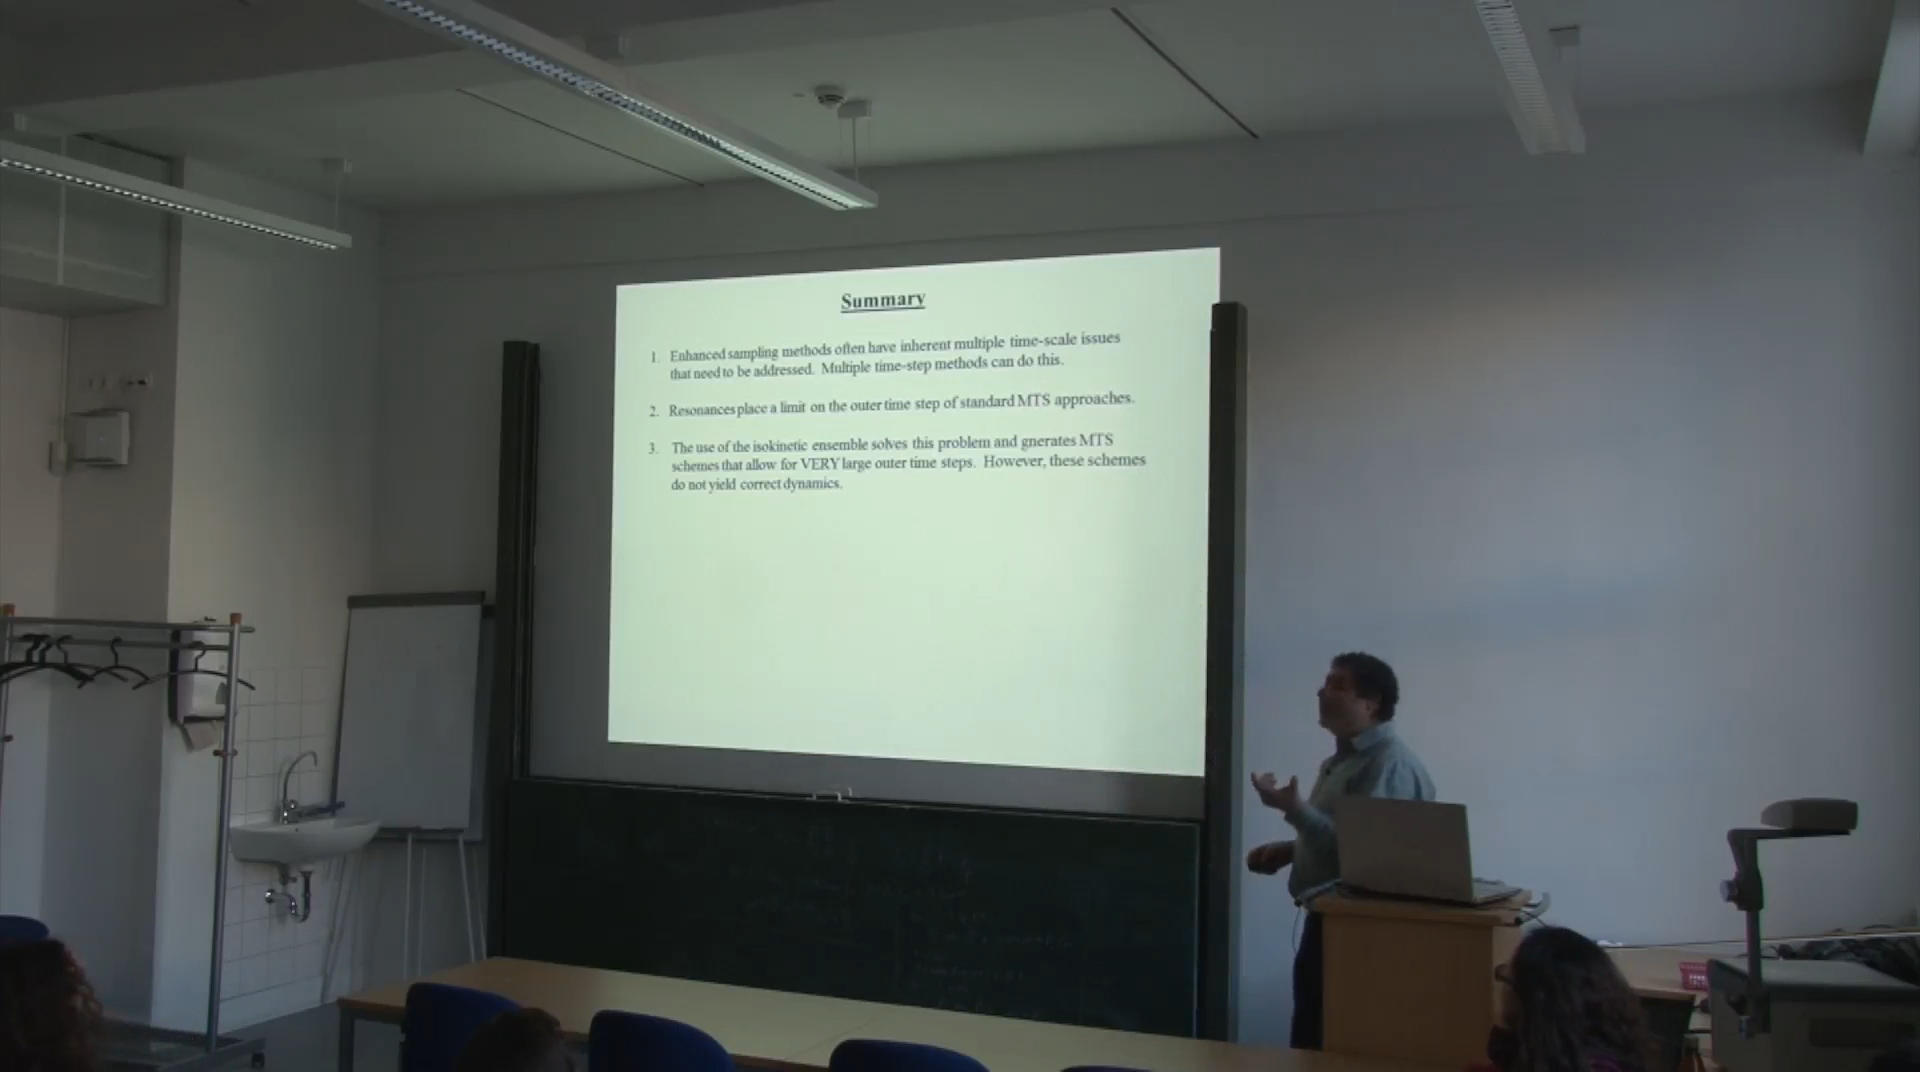 Summary
1. Enhanced sampling methods often have inherent multiple time-scale issues
that need to be addressed. Multiple time-step methods can do this.
2. Resonances place a limit on the outer time step of standard MTS approaches.
3. The use of the isokinetic ensemble solves this problem and gnerates MTS
schemes that allow for VERY large outer time steps. However, these schemes
do not yield correct dynamics.